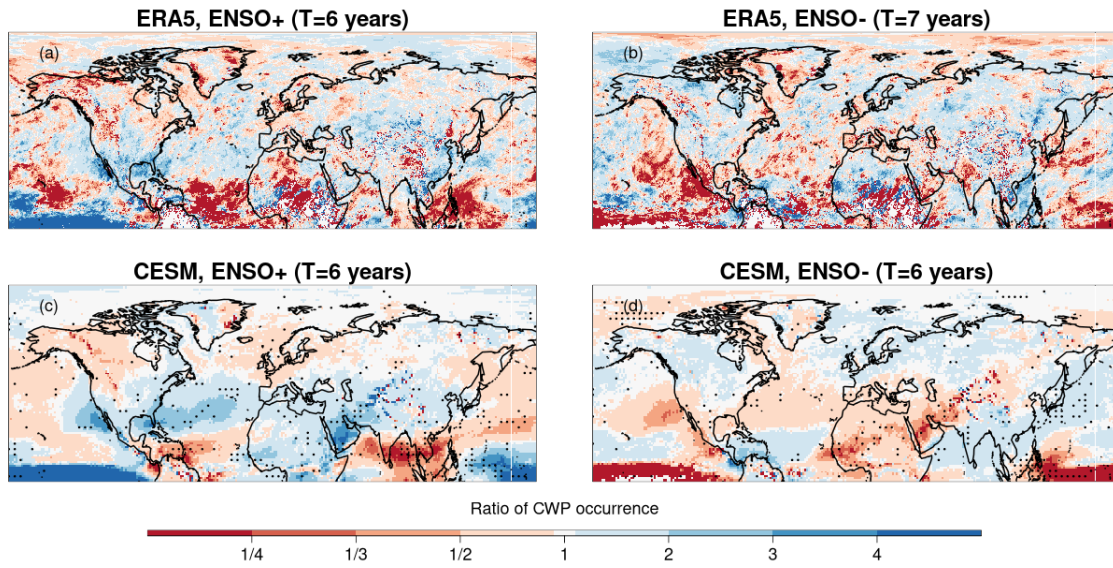 ERA5, ENSO+ (T=6 years)
ERA5, ENSO- (T=7 years)
(a)
(b)
CESM, ENSO+ (T=6 years)
CESM, ENSO- (T=6 years)
(c)
(d)
Ratio of CWP occurrence
1/4 1/3 1/2 1 2 3 4